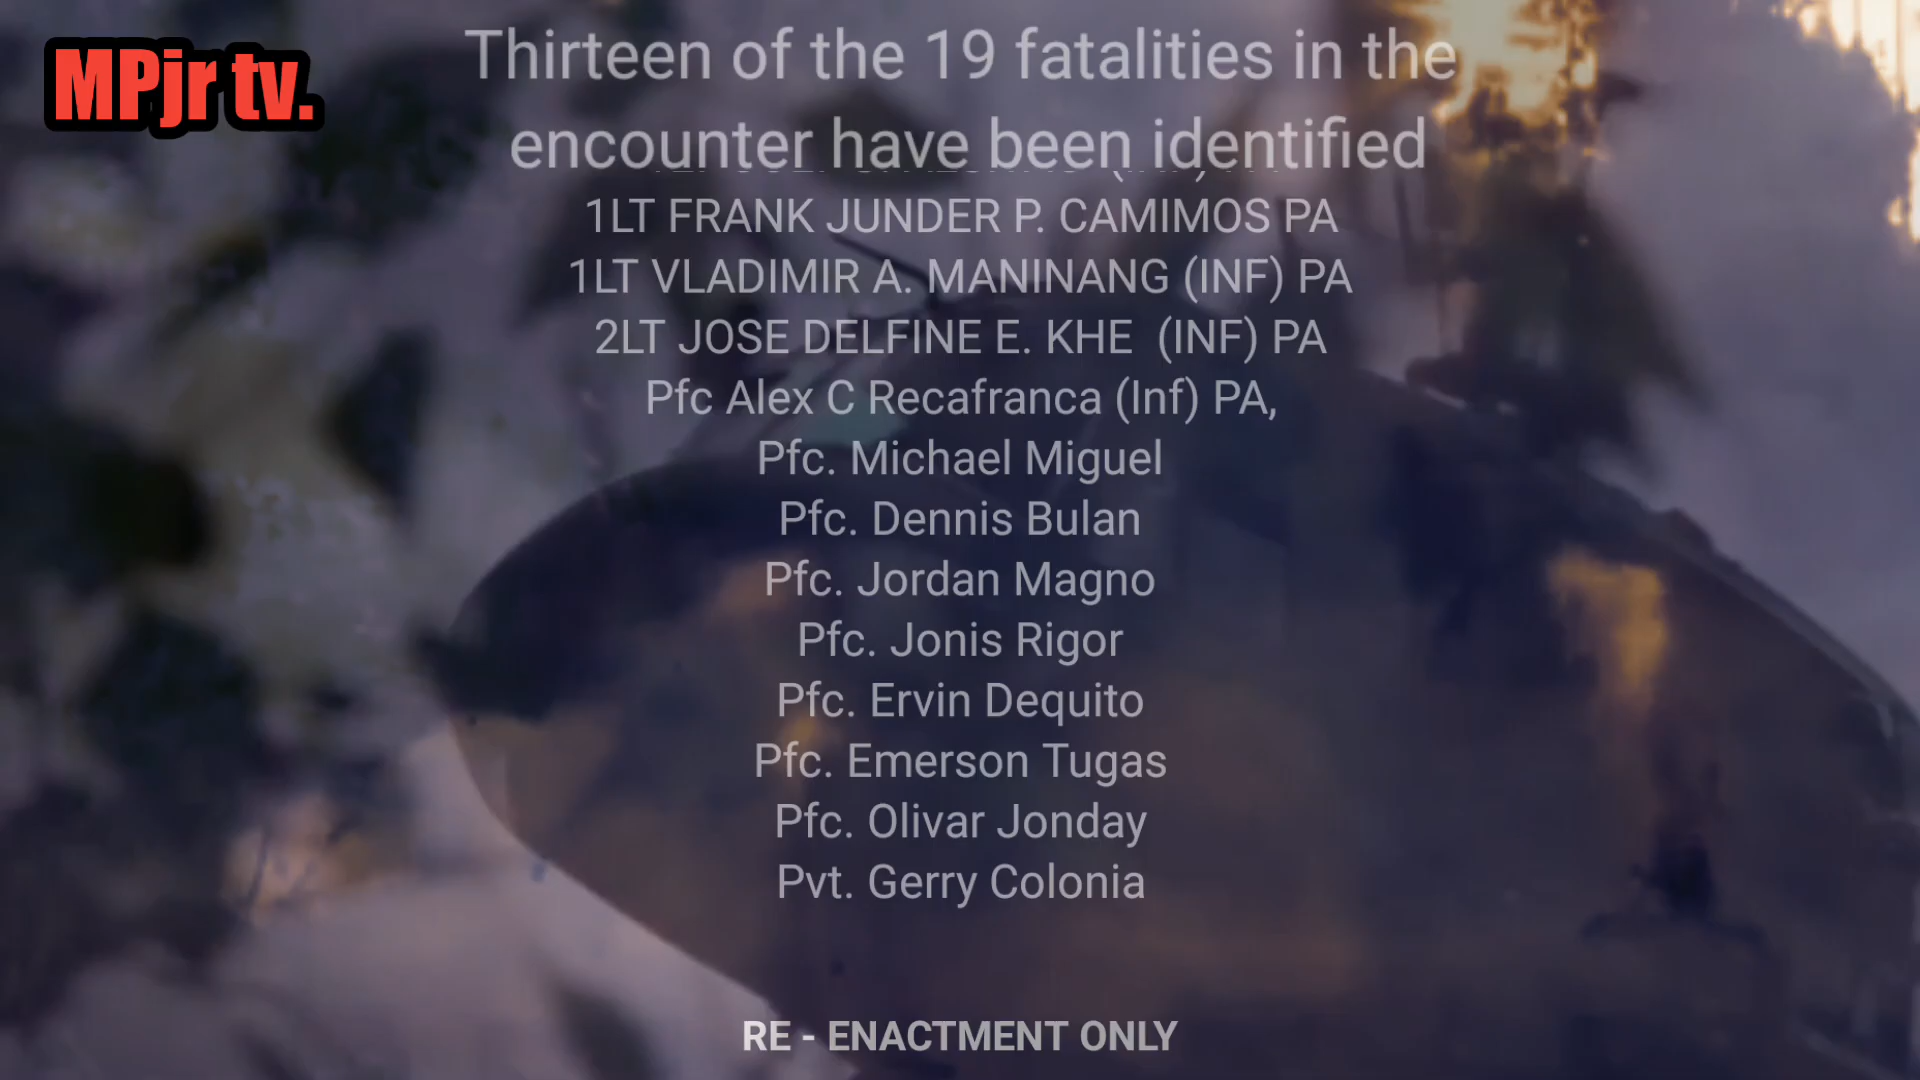 MPjr tv.
Thirteen of the 19 fatalities in the
encounter have been identified
1LT FRANK JUNDER P. CAMIMOS PA
1LT VLADIMIR A. MANINANG (INF) PA
2LT JOSE DELFINE E. KHE (INF) PA
Pfc Alex C Recafranca (Inf) PA,
Pfc. Michael Miguel
Pfc. Dennis Bulan
Pfc. Jordan Magno
Pfc. Jonis Rigor
Pfc. Ervin Dequito
Pfc. Emerson Tugas
Pfc. Olivar Jonday
Pvt. Gerry Colonia
RE - ENACTMENT ONLY